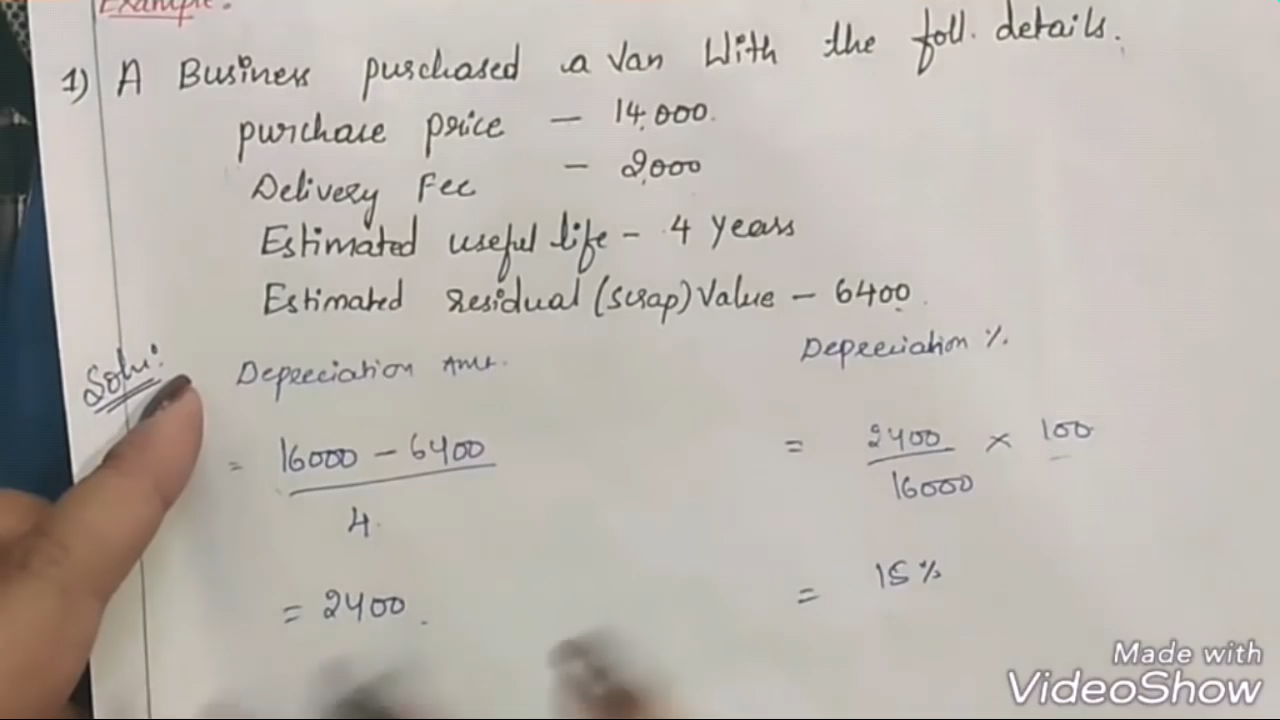 Example:
1) A Business purchased a Van With the foll. details.
purchase price - 14,000.
Delivery Fee - 2,000
Estimated useful life - 4 years
Estimated residual (scrap) Value - 6400.
Soln: Depreciation Amt. Depreciation %
= 16000 - 6400 / 4 = 2400 / 16000 × 100
= 2400. = 15%
Made with
VideoShow